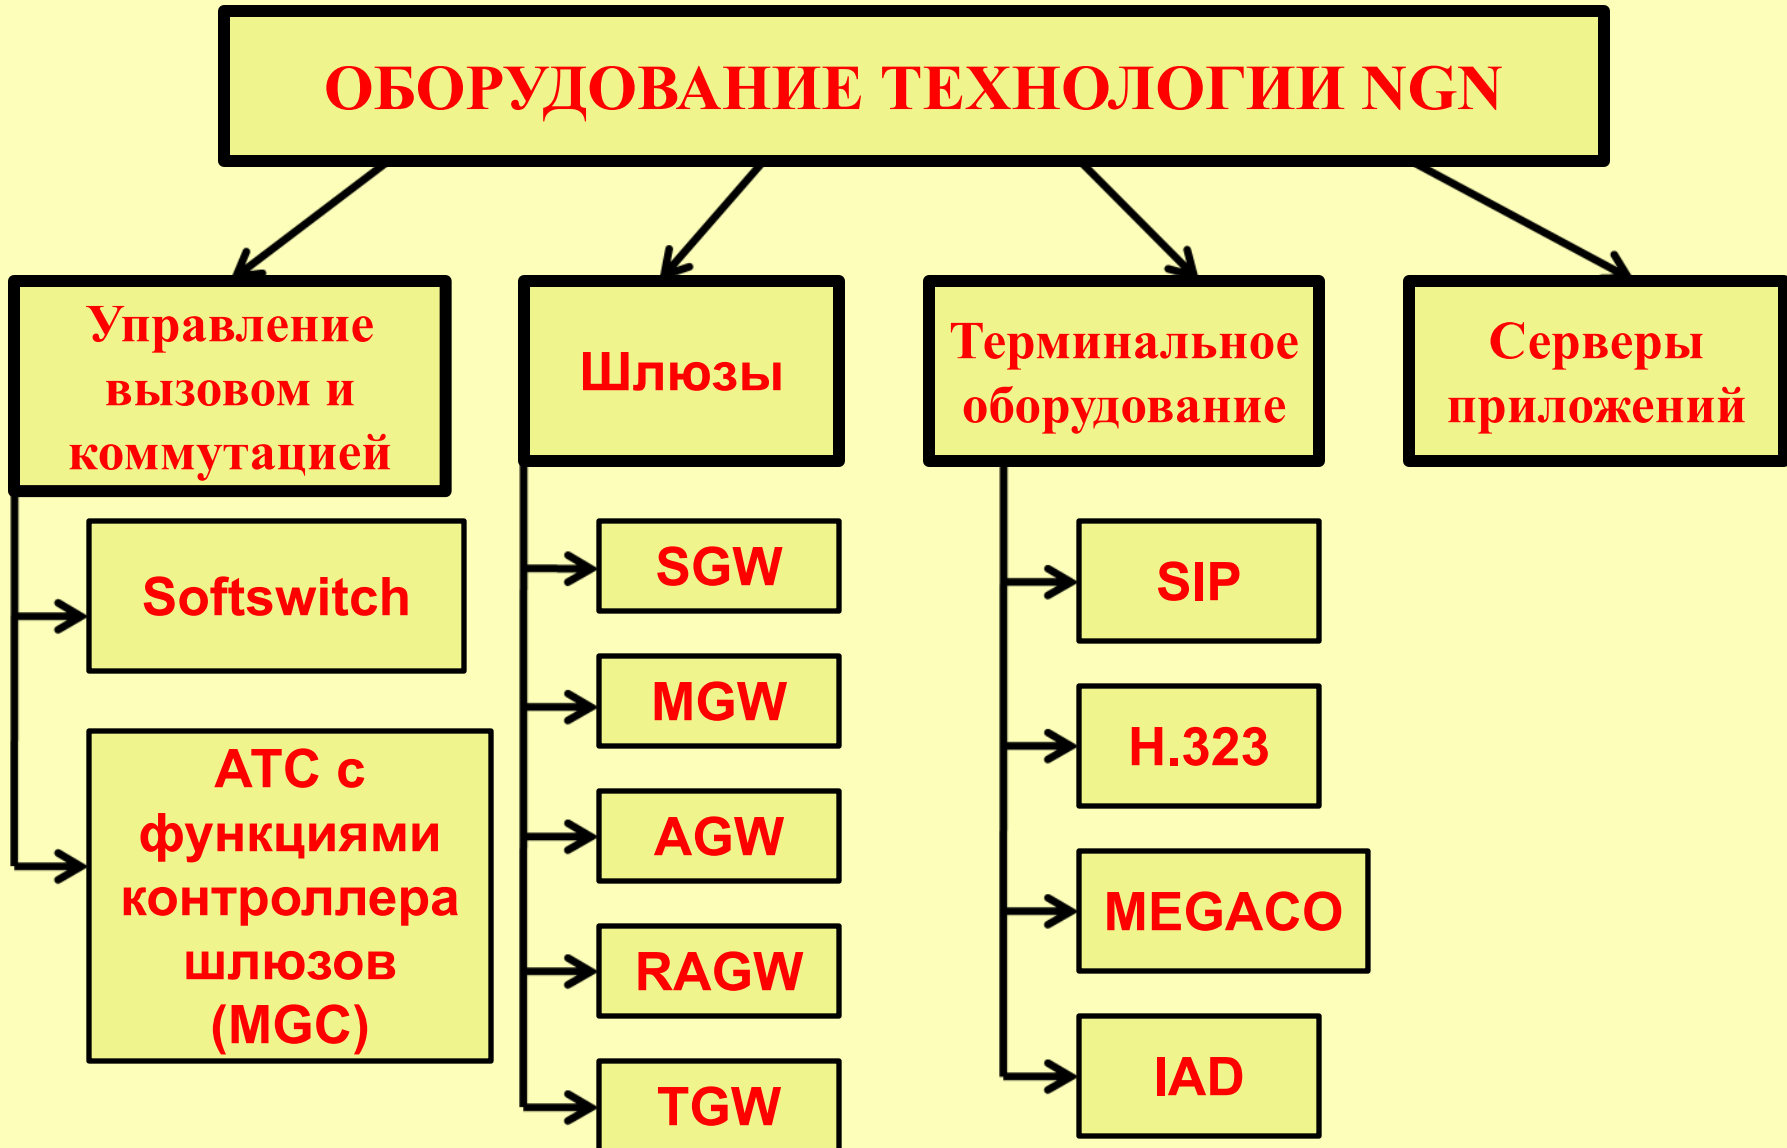 ОБОРУДОВАНИЕ ТЕХНОЛОГИИ NGN
Управление
вызовом и
коммутацией
Softswitch
АТС с
функциями
контроллера
шлюзов
(MGC)
Шлюзы
SGW
MGW
AGW
RAGW
TGW
Терминальное
оборудование
SIP
H.323
MEGACO
IAD
Серверы
приложений